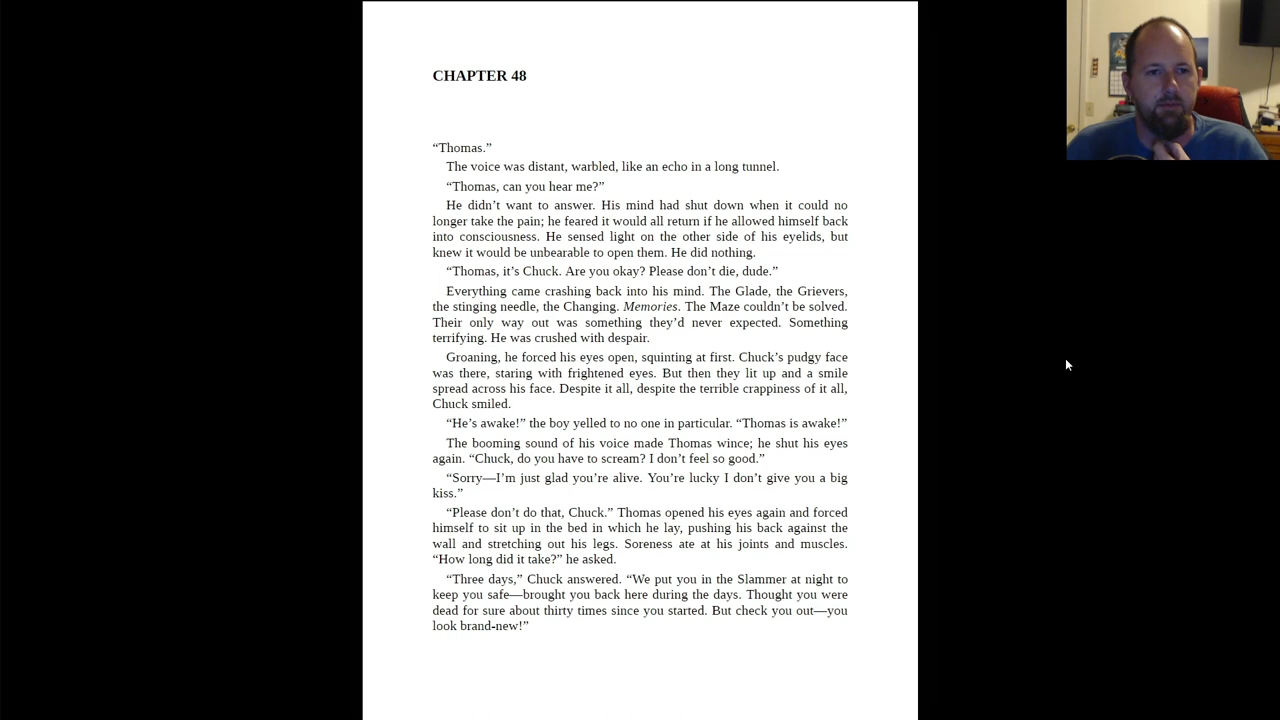 CHAPTER 48
“Thomas.”
The voice was distant, warbled, like an echo in a long tunnel.
“Thomas, can you hear me?”
He didn’t want to answer. His mind had shut down when it could no
longer take the pain; he feared it would all return if he allowed himself back
into consciousness. He sensed light on the other side of his eyelids, but
knew it would be unbearable to open them. He did nothing.
“Thomas, it’s Chuck. Are you okay? Please don’t die, dude.”
Everything came crashing back into his mind. The Glade, the Grievers,
the stinging needle, the Changing. Memories. The Maze couldn’t be solved.
Their only way out was something they’d never expected. Something
terrifying. He was crushed with despair.
Groaning, he forced his eyes open, squinting at first. Chuck’s pudgy face
was there, staring with frightened eyes. But then they lit up and a smile
spread across his face. Despite it all, despite the terrible crappiness of it all,
Chuck smiled.
“He’s awake!” the boy yelled to no one in particular. “Thomas is awake!”
The booming sound of his voice made Thomas wince; he shut his eyes
again. “Chuck, do you have to scream? I don’t feel so good.”
“Sorry—I’m just glad you’re alive. You’re lucky I don’t give you a big
kiss.”
“Please don’t do that, Chuck.” Thomas opened his eyes again and forced
himself to sit up in the bed in which he lay, pushing his back against the
wall and stretching out his legs. Soreness ate at his joints and muscles.
“How long did it take?” he asked.
“Three days,” Chuck answered. “We put you in the Slammer at night to
keep you safe—brought you back here during the days. Thought you were
dead for sure about thirty times since you started. But check you out—you
look brand-new!”